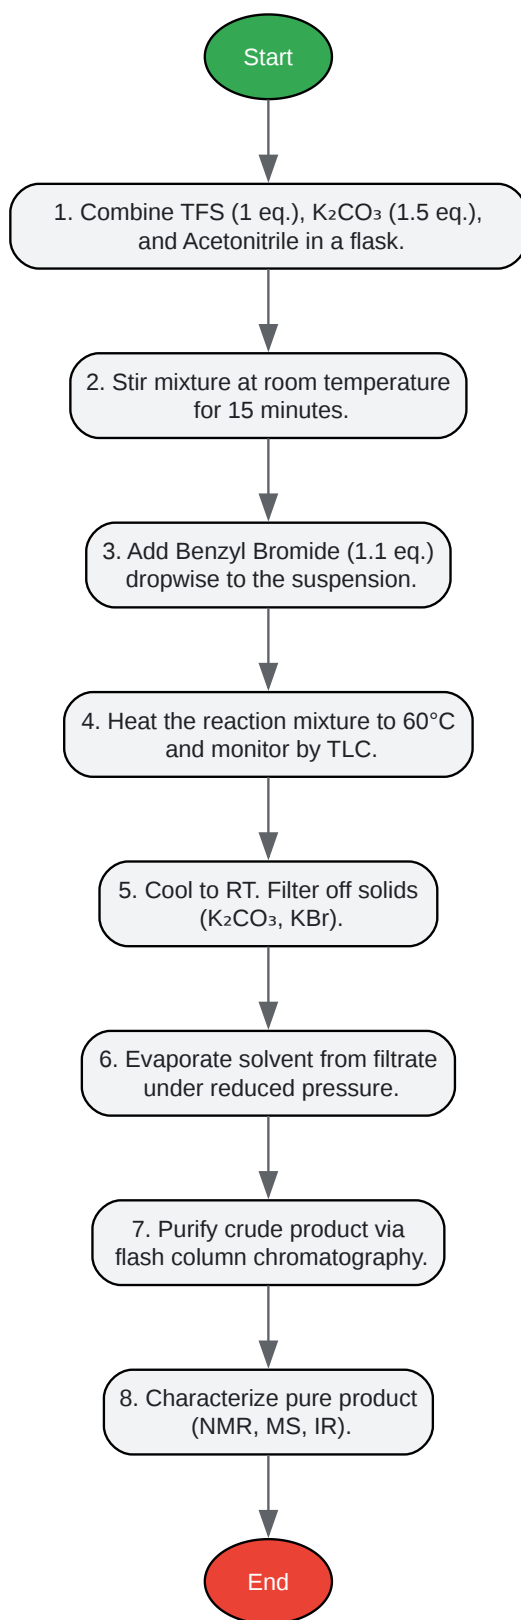 Start
1. Combine TFS (1 eq.), K₂CO₃ (1.5 eq.),
and Acetonitrile in a flask.
2. Stir mixture at room temperature
for 15 minutes.
3. Add Benzyl Bromide (1.1 eq.)
dropwise to the suspension.
4. Heat the reaction mixture to 60°C
and monitor by TLC.
5. Cool to RT. Filter off solids
(K₂CO₃, KBr).
6. Evaporate solvent from filtrate
under reduced pressure.
7. Purify crude product via
flash column chromatography.
8. Characterize pure product
(NMR, MS, IR).
End